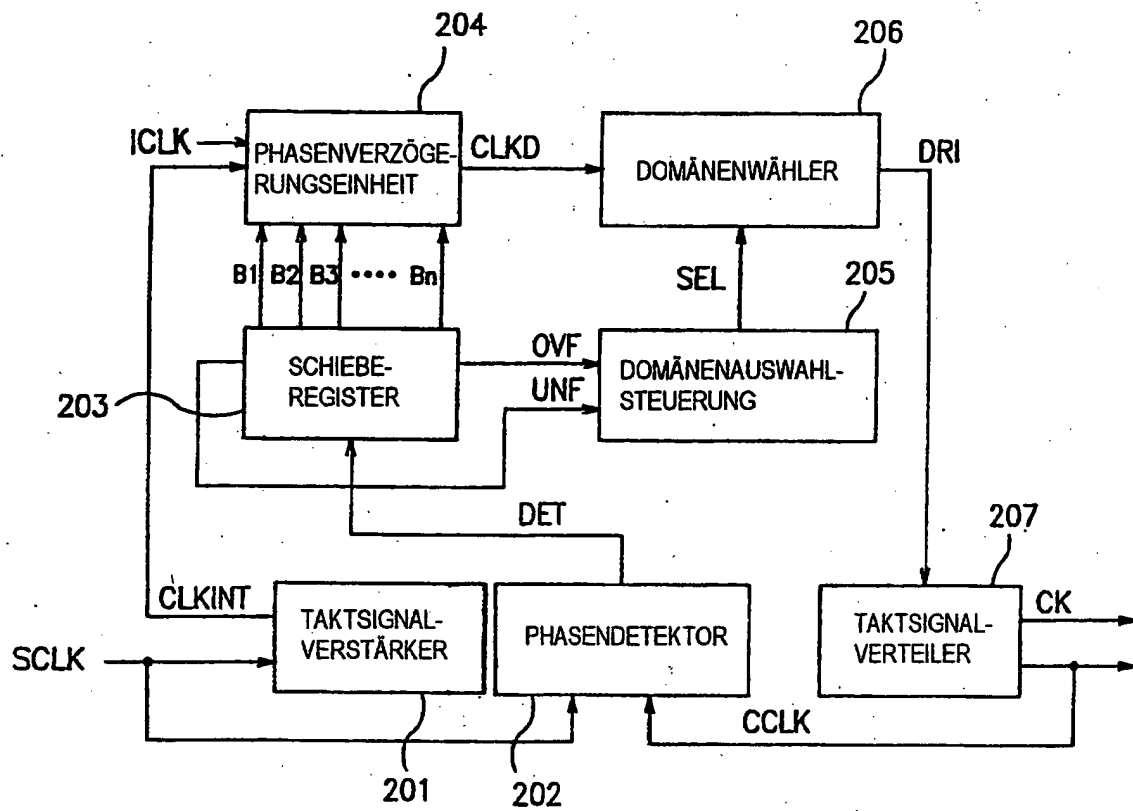 204
206
ICLK
PHASENVERZÖGE-
RUNGSEINHEIT
CLKD
DOMÄNENWÄHLER
DRI
B1 B2 B3 •••• Bn
SEL
205
SCHIEBE-
REGISTER
OVF
UNF
DOMÄNENAUSWAHL-
STEUERUNG
203
DET
207
CLKINT
TAKTSIGNAL-
VERSTÄRKER
PHASENDETEKTOR
TAKTSIGNAL-
VERTEILER
CK
SCLK
CCLK
201
202